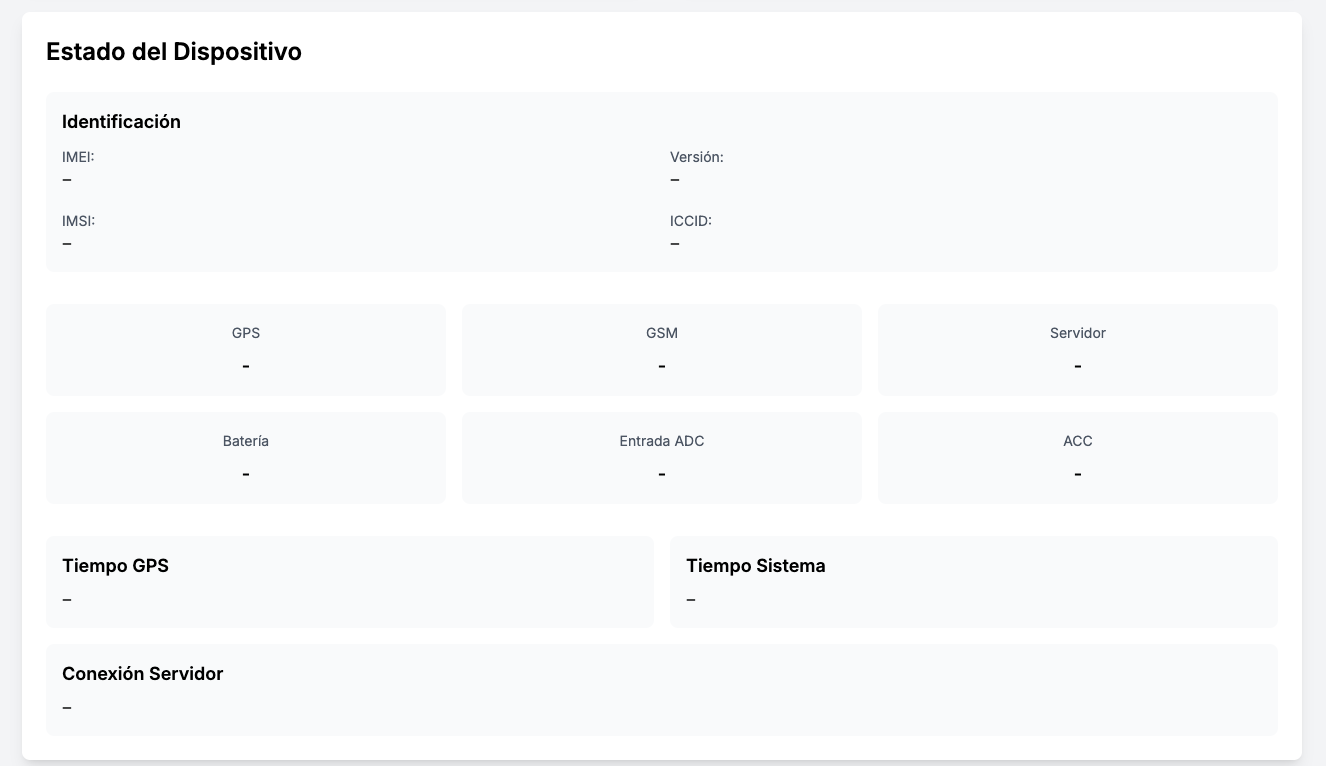 Estado del Dispositivo
Identificación
IMEI:
–
Versión:
–
IMSI:
–
ICCID:
–
GPS
-
GSM
-
Servidor
-
Batería
-
Entrada ADC
-
ACC
-
Tiempo GPS
–
Tiempo Sistema
–
Conexión Servidor
–